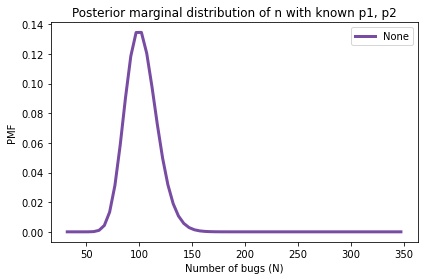 Posterior marginal distribution of n with known p1, p2
0.14
0.12
0.10
0.08
0.06
0.04
0.02
0.00
PMF
None
50 100 150 200 250 300 350
Number of bugs (N)